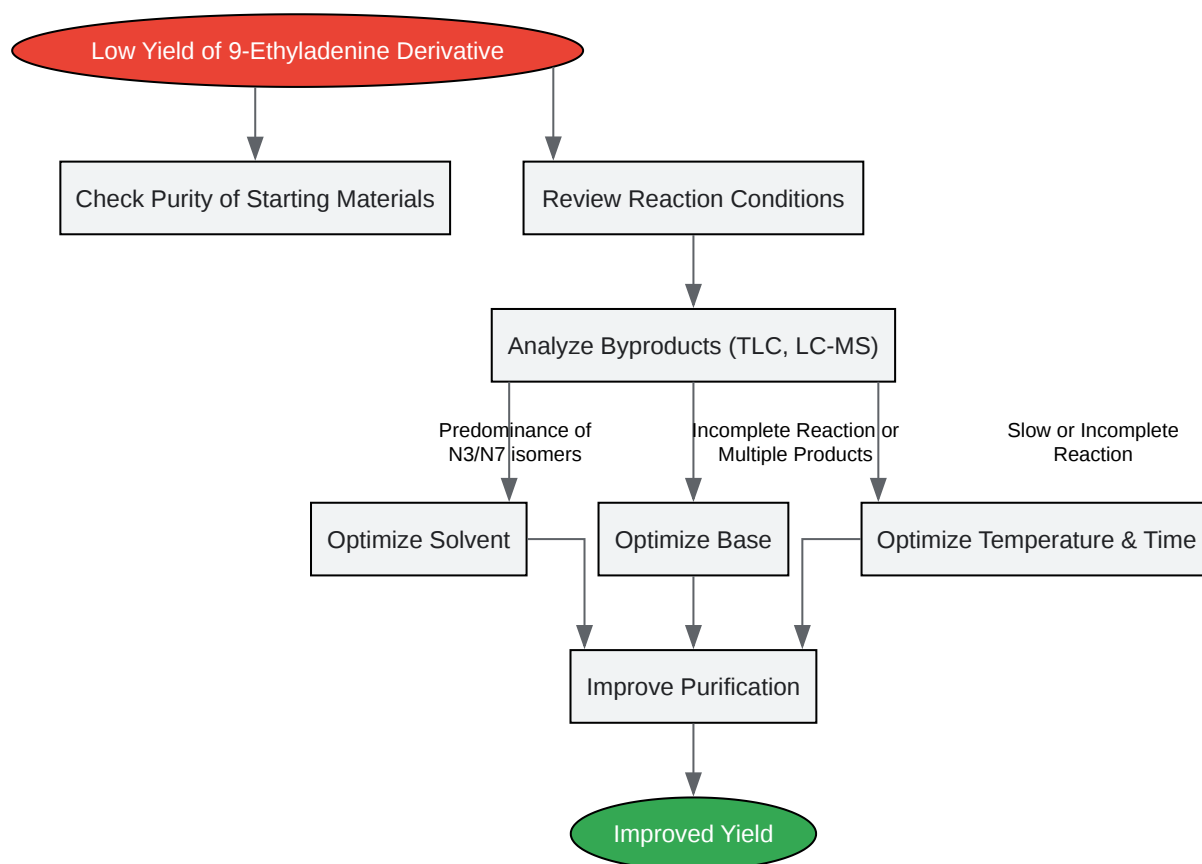 Low Yield of 9-Ethyladenine Derivative
Check Purity of Starting Materials
Review Reaction Conditions
Analyze Byproducts (TLC, LC-MS)
Predominance of
N3/N7 isomers
Incomplete Reaction or
Multiple Products
Slow or Incomplete
Reaction
Optimize Solvent
Optimize Base
Optimize Temperature & Time
Improve Purification
Improved Yield